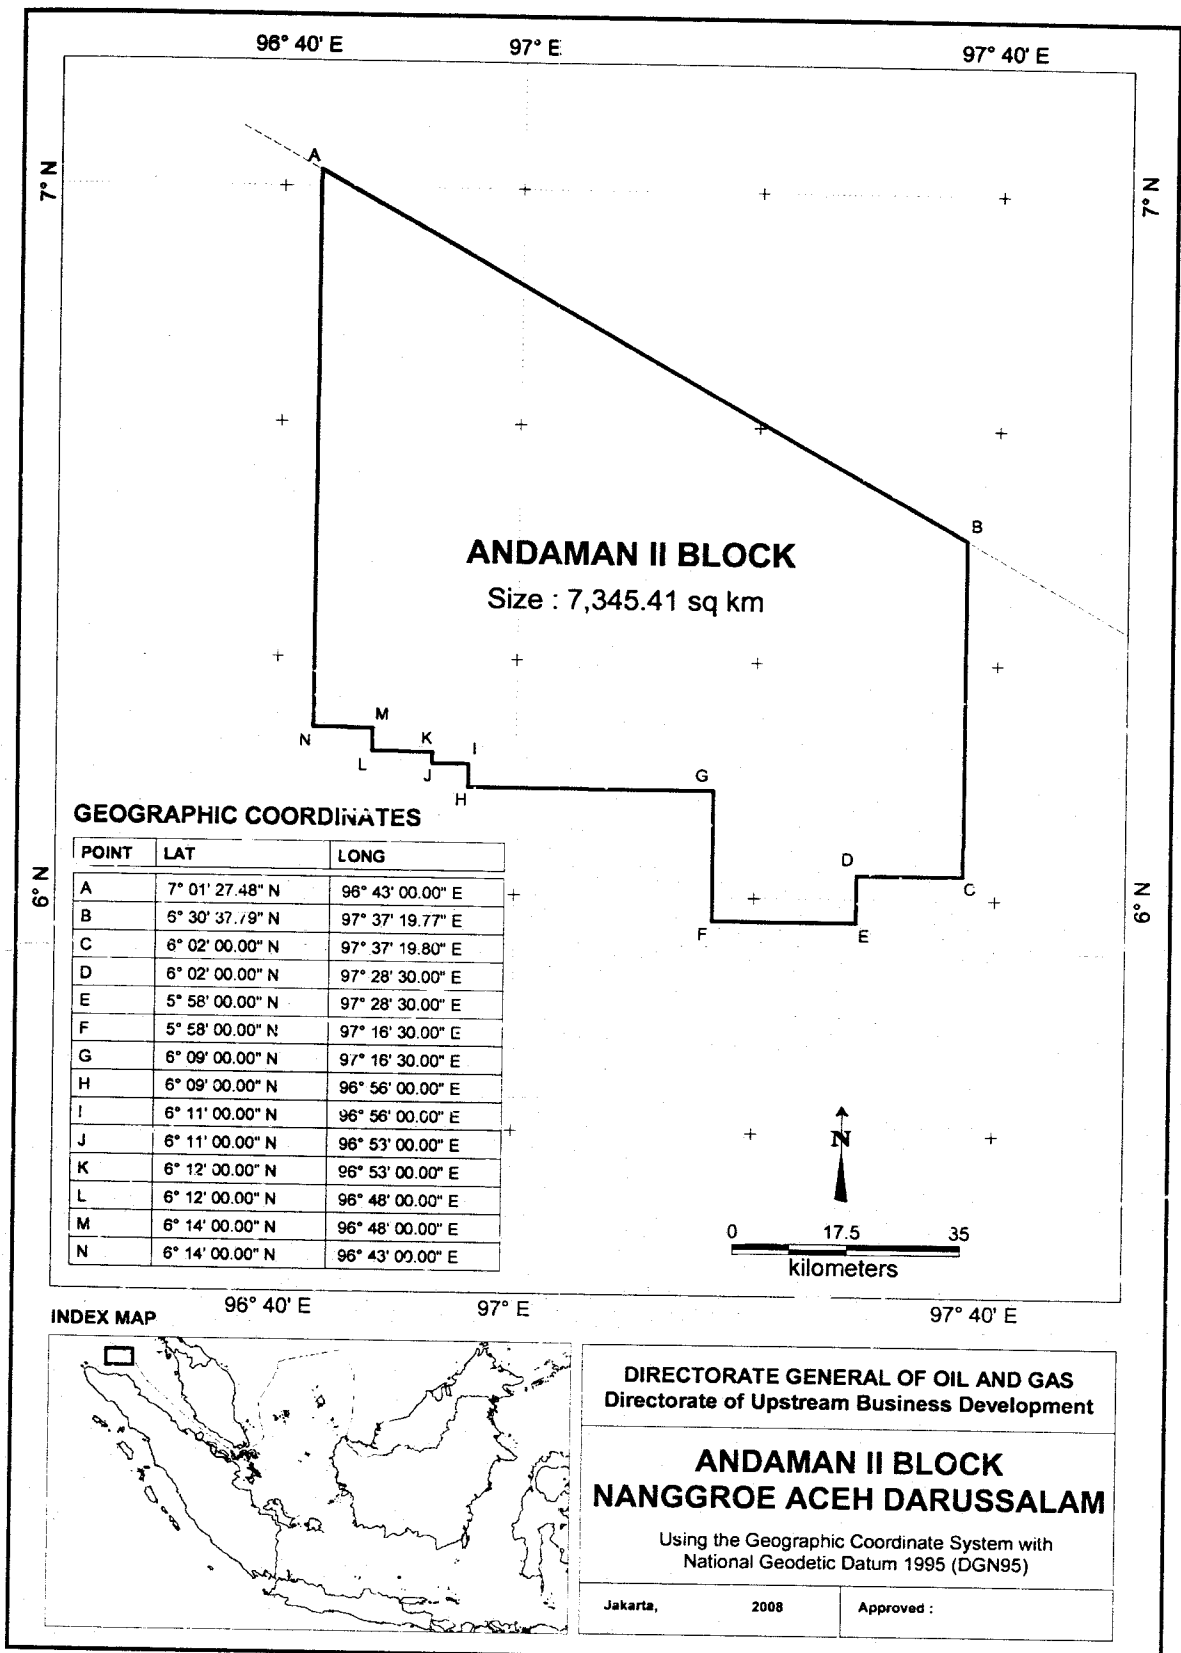 96° 40' E 97° E 97° 40' E
7° N 7° N
A
B
ANDAMAN II BLOCK
Size : 7,345.41 sq km
M
N K I
L J
H G
D
C
F E
6° N 6° N
GEOGRAPHIC COORDINATES
POINT LAT LONG
A 7° 01' 27.48" N 96° 43' 00.00" E
B 6° 30' 37.79" N 97° 37' 19.77" E
C 6° 02' 00.00" N 97° 37' 19.80" E
D 6° 02' 00.00" N 97° 28' 30.00" E
E 5° 58' 00.00" N 97° 28' 30.00" E
F 5° 58' 00.00" N 97° 16' 30.00" E
G 6° 09' 00.00" N 97° 16' 30.00" E
H 6° 09' 00.00" N 96° 56' 00.00" E
I 6° 11' 00.00" N 96° 56' 00.00" E
J 6° 11' 00.00" N 96° 53' 00.00" E
K 6° 12' 00.00" N 96° 53' 00.00" E
L 6° 12' 00.00" N 96° 48' 00.00" E
M 6° 14' 00.00" N 96° 48' 00.00" E
N 6° 14' 00.00" N 96° 43' 00.00" E
N
0 17.5 35
kilometers
96° 40' E 97° E 97° 40' E
INDEX MAP
DIRECTORATE GENERAL OF OIL AND GAS
Directorate of Upstream Business Development
ANDAMAN II BLOCK
NANGGROE ACEH DARUSSALAM
Using the Geographic Coordinate System with
National Geodetic Datum 1995 (DGN95)
Jakarta, 2008 Approved :